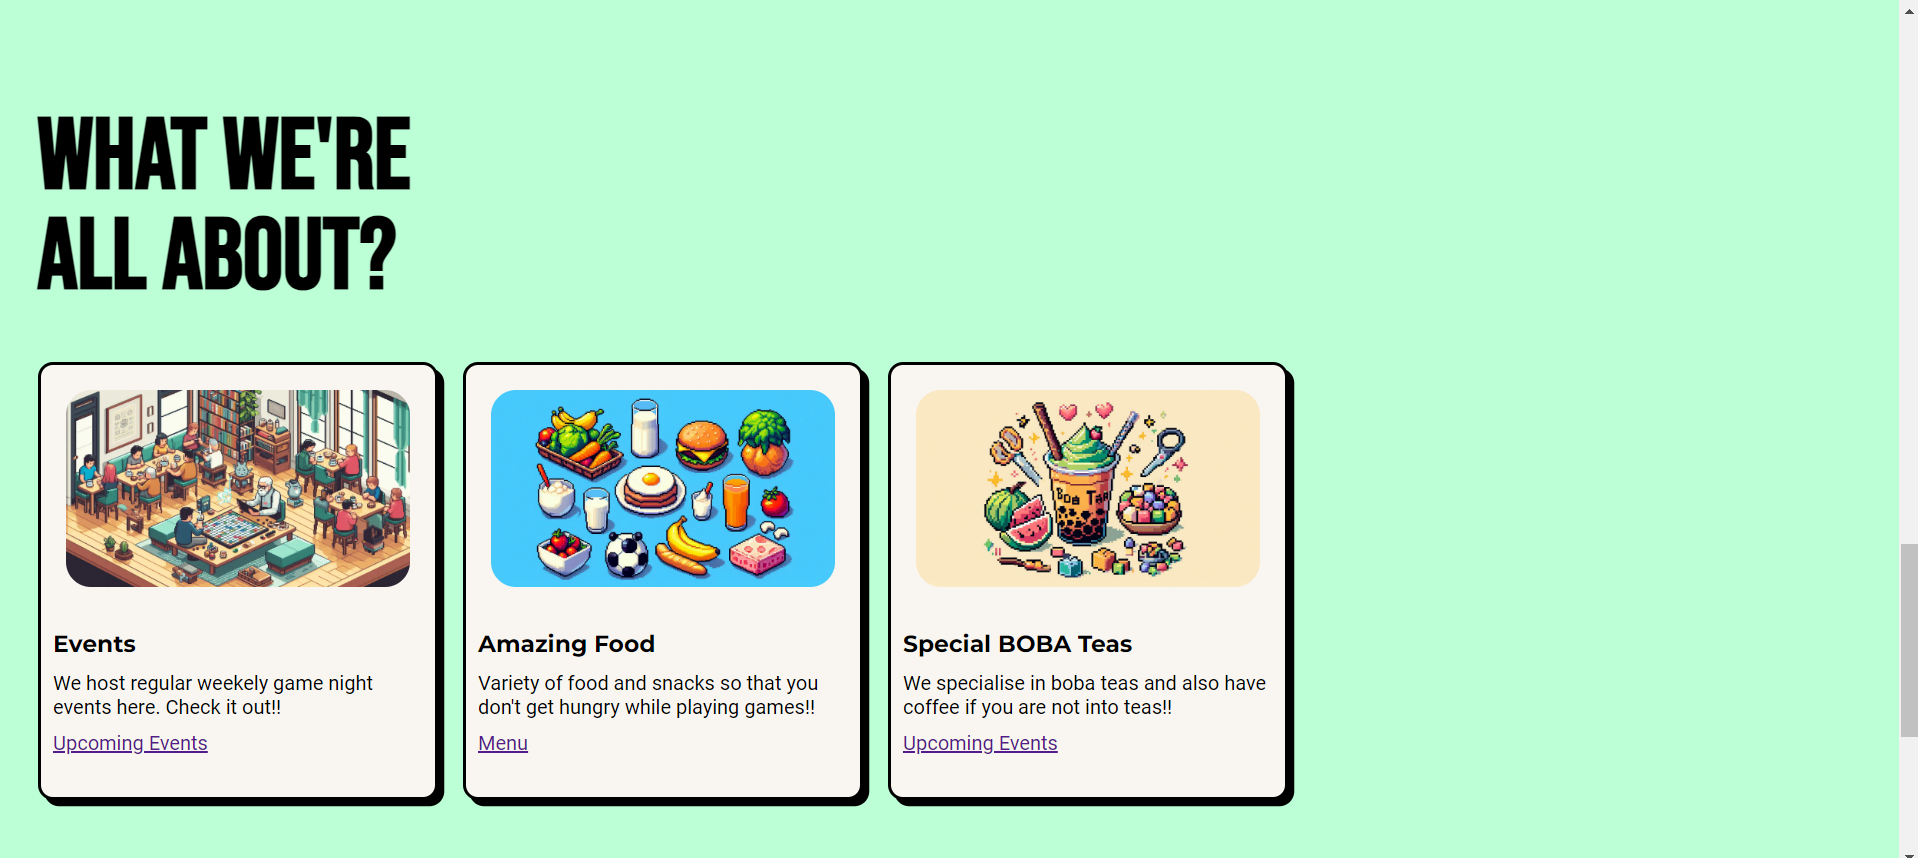 WHAT WE'RE
ALL ABOUT?
BOBA TEA
Events
We host regular weekely game night
events here. Check it out!!
Upcoming Events
Amazing Food
Variety of food and snacks so that you
don't get hungry while playing games!!
Menu
Special BOBA Teas
We specialise in boba teas and also have
coffee if you are not into teas!!
Upcoming Events